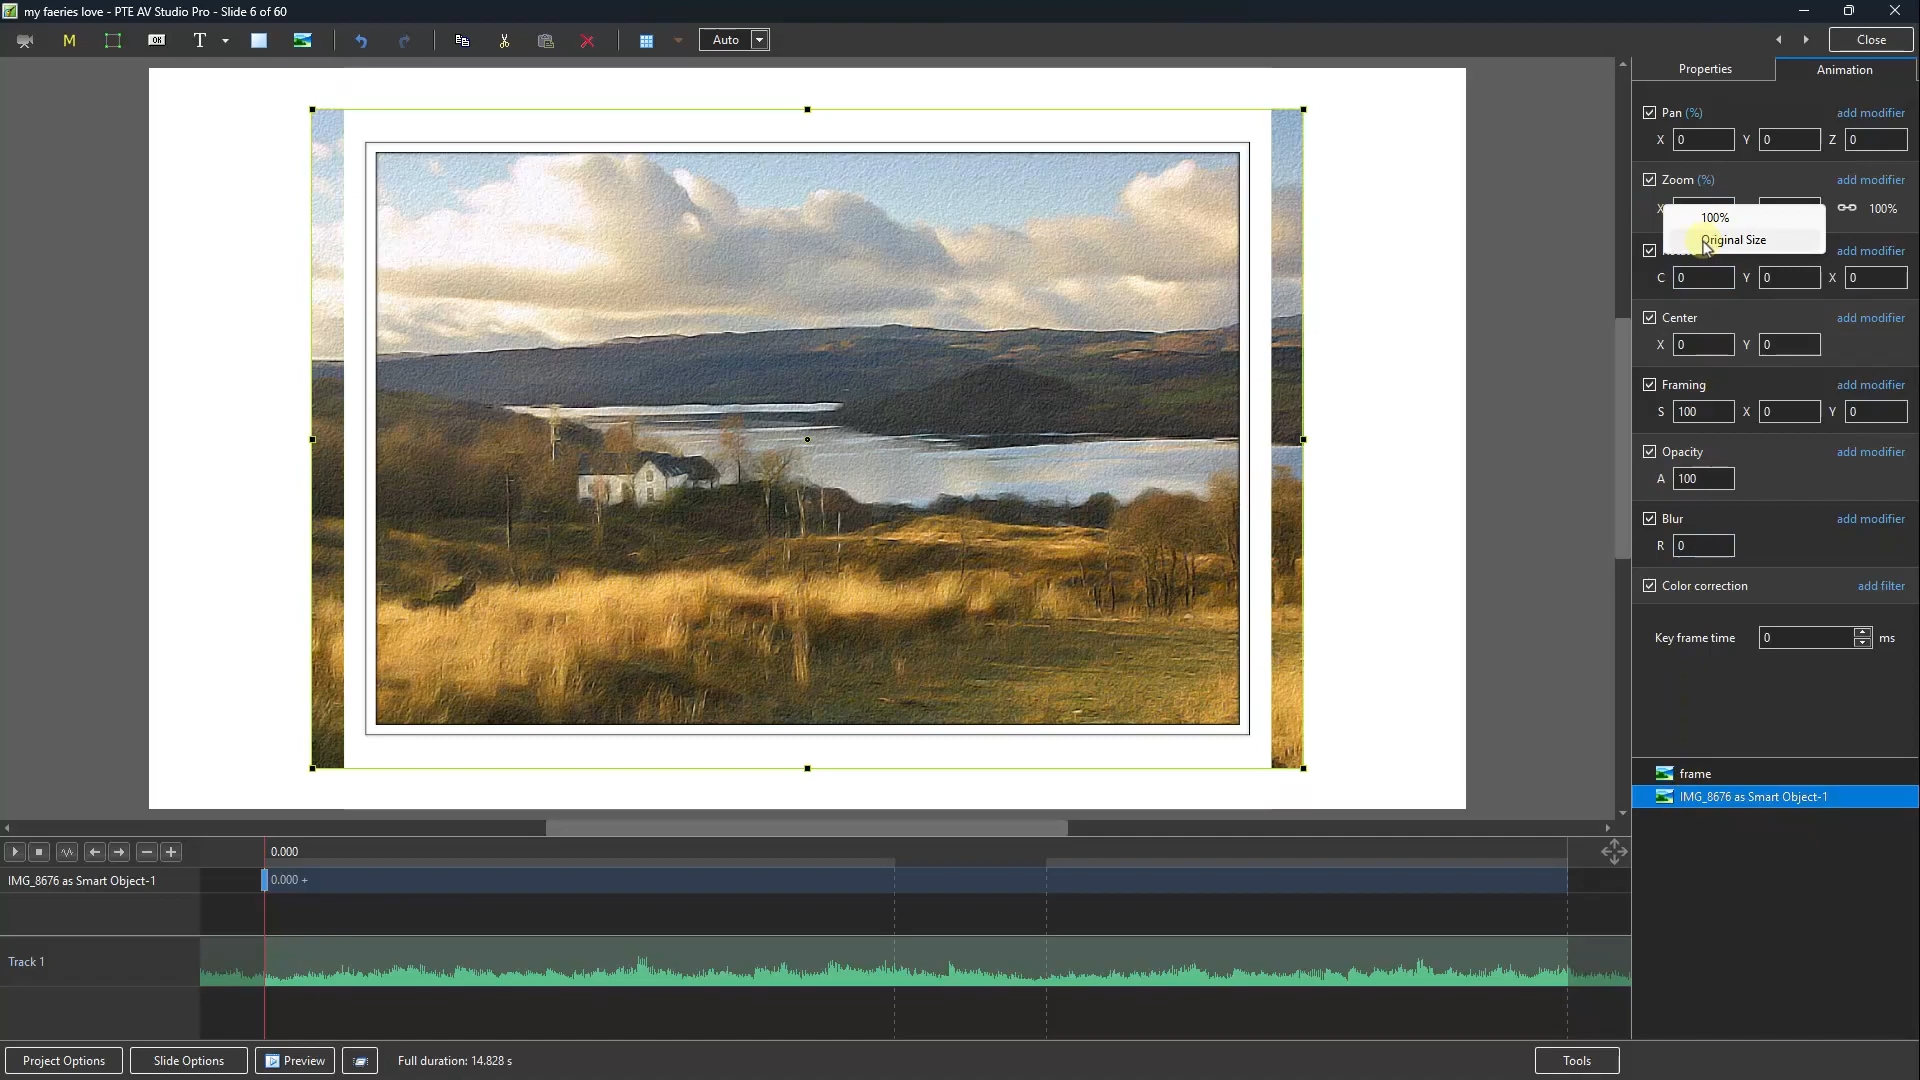 my faeries love - PTE AV Studio Pro - Slide 6 of 60
M OK T Auto Close
Properties Animation
Pan (%) add modifier
X 0 Y 0 Z 0
Zoom (%) add modifier
X 100%
100%
Original Size
add modifier
C 0 Y 0 X 0
Center add modifier
X 0 Y 0
Framing add modifier
S 100 X 0 Y 0
Opacity add modifier
A 100
Blur add modifier
R 0
Color correction add filter
Key frame time 0 ms
frame
IMG_8676 as Smart Object-1
0.000
IMG_8676 as Smart Object-1 0.000 +
Track 1
Project Options Slide Options Preview Full duration: 14.828 s Tools